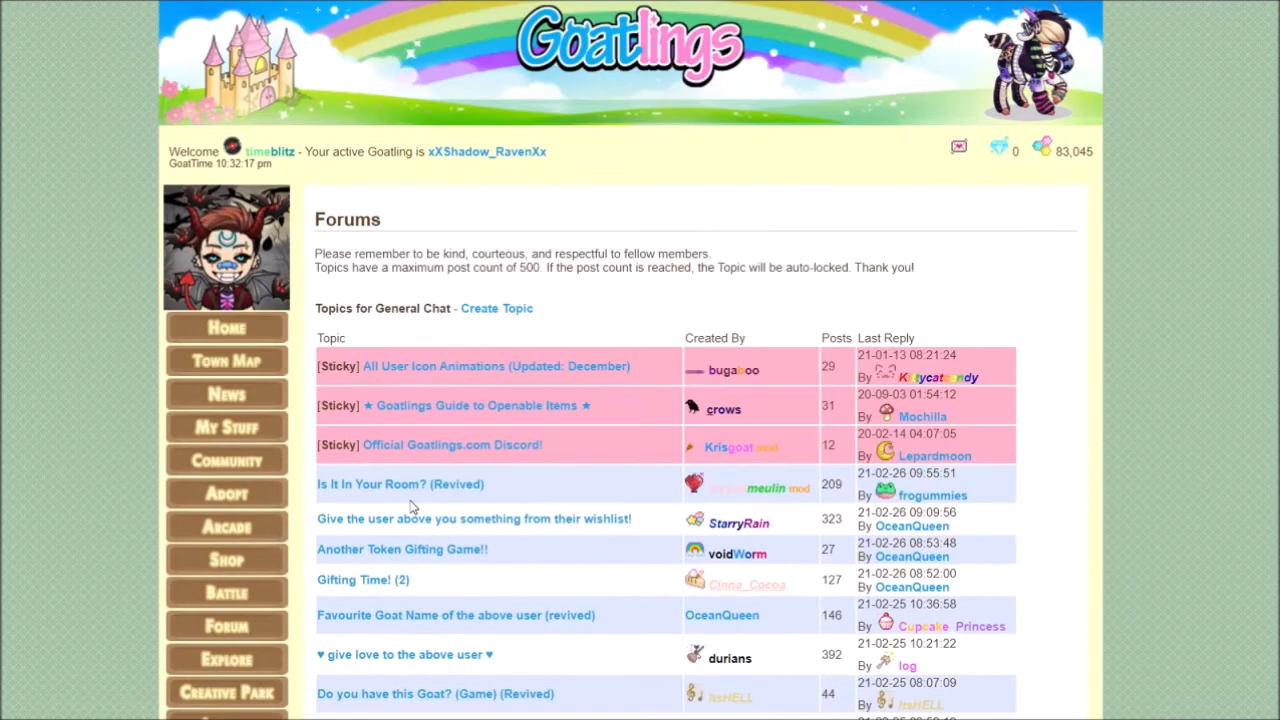 Goatlings
Welcome timeblitz - Your active Goatling is xXShadow_RavenXx
0 83,045
GoatTime 10:32:17 pm
Home
Town Map
News
My Stuff
Community
Adopt
Arcade
Shop
Battle
Forum
Explore
Creative Park
Forums
Please remember to be kind, courteous, and respectful to fellow members.
Topics have a maximum post count of 500. If the post count is reached, the Topic will be auto-locked. Thank you!
Topics for General Chat - Create Topic
Topic Created By Posts Last Reply
[Sticky] All User Icon Animations (Updated: December) bugaboo 29 21-01-13 08:21:24
By Kittycatcandy
[Sticky] ★ Goatlings Guide to Openable Items ★ crows 31 20-09-03 01:54:12
By Mochilla
[Sticky] Official Goatlings.com Discord! Krisgoat mod 12 20-02-14 04:07:05
By Lepardmoon
Is It In Your Room? (Revived) meulin mod 209 21-02-26 09:55:51
By frogummies
Give the user above you something from their wishlist! StarryRain 323 21-02-26 09:09:56
By OceanQueen
Another Token Gifting Game!! voidWorm 27 21-02-26 08:53:48
By OceanQueen
Gifting Time! (2) Cinna_Cocoa 127 21-02-26 08:52:00
By OceanQueen
Favourite Goat Name of the above user (revived) OceanQueen 146 21-02-25 10:36:58
By Cupcake Princess
♥ give love to the above user ♥ durians 392 21-02-25 10:21:22
By log
Do you have this Goat? (Game) (Revived) ItsHELL 44 21-02-25 08:07:09
By ItsHELL